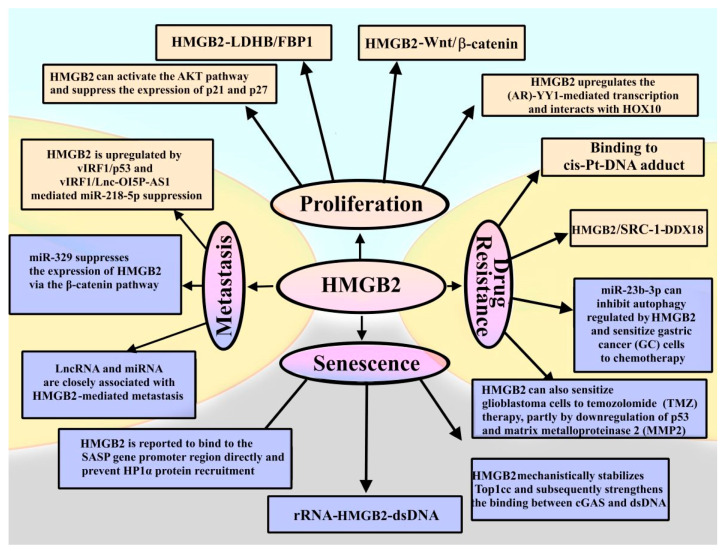 HMGB2-LDHB/FBP1
HMGB2-Wnt/β-catenin
HMGB2 can activate the AKT pathway
and suppress the expression of p21 and p27
HMGB2 upregulates the
(AR)-YY1-mediated transcription
and interacts with HOX10
HMGB2 is upregulated by
vIRF1/p53 and
vIRF1/Lnc-OI5P-AS1
mediated miR-218-5p suppression
Binding to
cis-Pt-DNA adduct
Proliferation
HMGB2/SRC-1-DDX18
miR-329 suppresses
the expression of HMGB2
via the β-catenin pathway
Metastasis
HMGB2
Drug
Resistance
miR-23b-3p can
inhibit autophagy
regulated by HMGB2
and sensitize gastric
cancer (GC) cells
to chemotherapy
Senescence
LncRNA and miRNA
are closely associated with
HMGB2-mediated metastasis
HMGB2 can also sensitize
glioblastoma cells to temozolomide (TMZ)
therapy, partly by downregulation of p53
and matrix metalloproteinase 2 (MMP2)
HMGB2 is reported to bind to the
SASP gene promoter region directly and
prevent HP1α protein recruitment
rRNA-HMGB2-dsDNA
HMGB2 mechanistically stabilizes
Top1cc and subsequently strengthens
the binding between cGAS and dsDNA